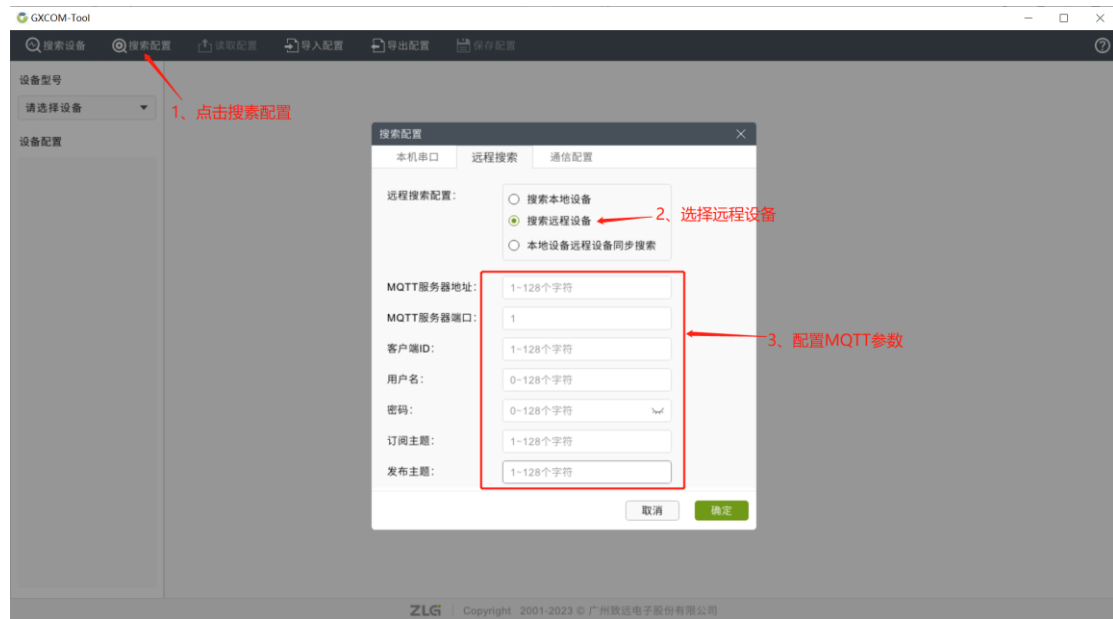 GXCOM-Tool
搜索设备 搜索配置 读取配置 导入配置 导出配置 保存配置
设备型号
请选择设备
1、点击搜素配置
设备配置
搜索配置
本机串口 远程搜索 通信配置
远程搜索配置:
搜索本地设备
搜索远程设备
2、选择远程设备
本地设备远程设备同步搜索
MQTT服务器地址: 1~128个字符
MQTT服务器端口: 1
3、配置MQTT参数
客户端ID: 1~128个字符
用户名: 0~128个字符
密码: 0~128个字符
订阅主题: 1~128个字符
发布主题: 1~128个字符
取消 确定
ZLG Copyright 2001-2023 © 广州致远电子股份有限公司